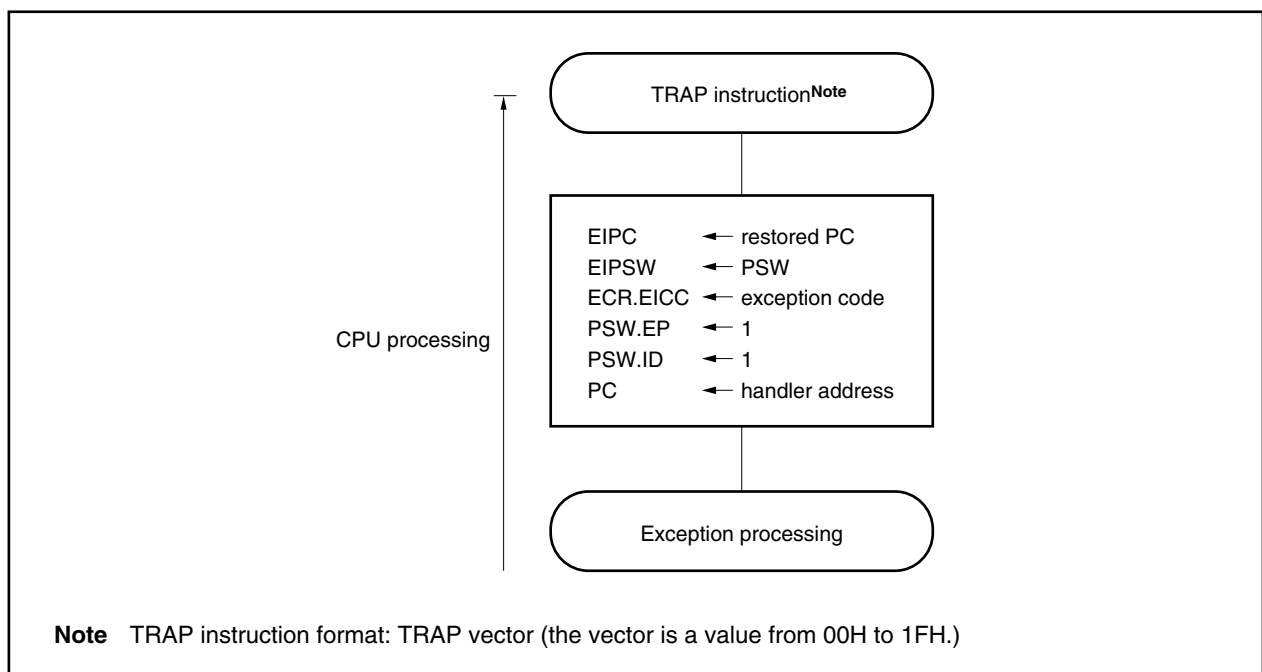 TRAP instructionNote
EIPC ← restored PC
EIPSW ← PSW
ECR.EICC ← exception code
PSW.EP ← 1
PSW.ID ← 1
PC ← handler address
CPU processing
Exception processing
Note TRAP instruction format: TRAP vector (the vector is a value from 00H to 1FH.)